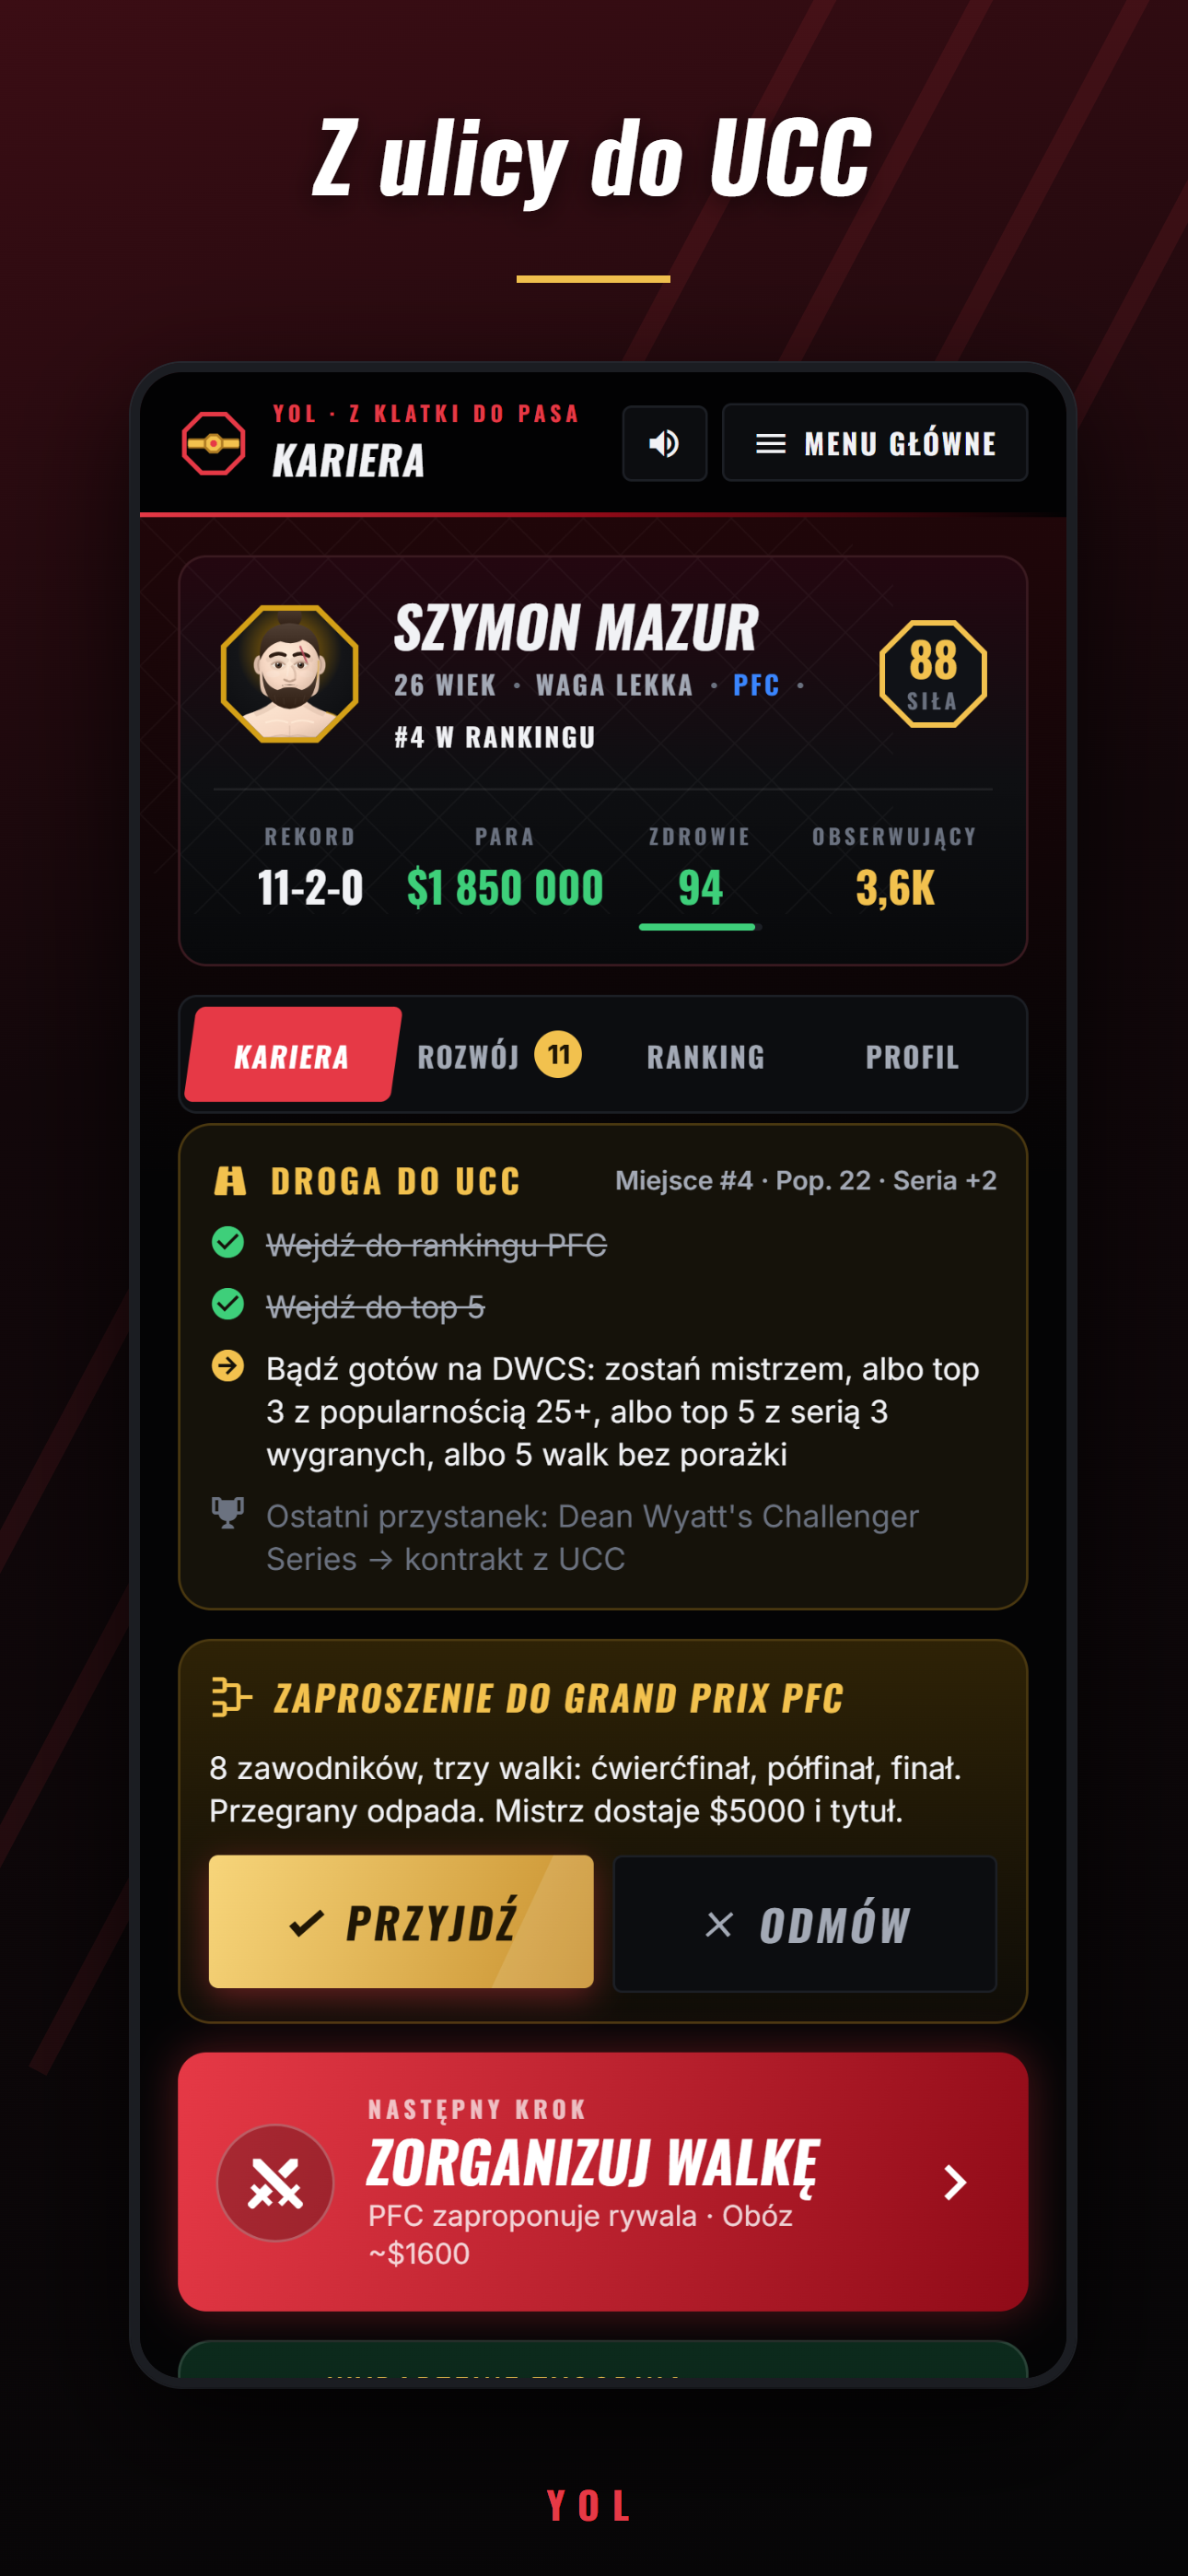 Z ulicy do UCC
YOL · Z KLATKI DO PASA
KARIERA
MENU GŁÓWNE
SZYMON MAZUR
26 WIEK · WAGA LEKKA · PFC ·
#4 W RANKINGU
88
SIŁA
REKORD
11-2-0
PARA
$1 850 000
ZDROWIE
94
OBSERWUJĄCY
3,6K
KARIERA
ROZWÓJ 11
RANKING
PROFIL
DROGA DO UCC
Miejsce #4 · Pop. 22 · Seria +2
Wejdź do rankingu PFC
Wejdź do top 5
Bądź gotów na DWCS: zostań mistrzem, albo top
3 z popularnością 25+, albo top 5 z serią 3
wygranych, albo 5 walk bez porażki
Ostatni przystanek: Dean Wyatt's Challenger
Series → kontrakt z UCC
ZAPROSZENIE DO GRAND PRIX PFC
8 zawodników, trzy walki: ćwierćfinał, półfinał, finał.
Przegrany odpada. Mistrz dostaje $5000 i tytuł.
PRZYJDŹ
ODMÓW
NASTĘPNY KROK
ZORGANIZUJ WALKĘ
PFC zaproponuje rywala · Obóz
~$1600
YOL